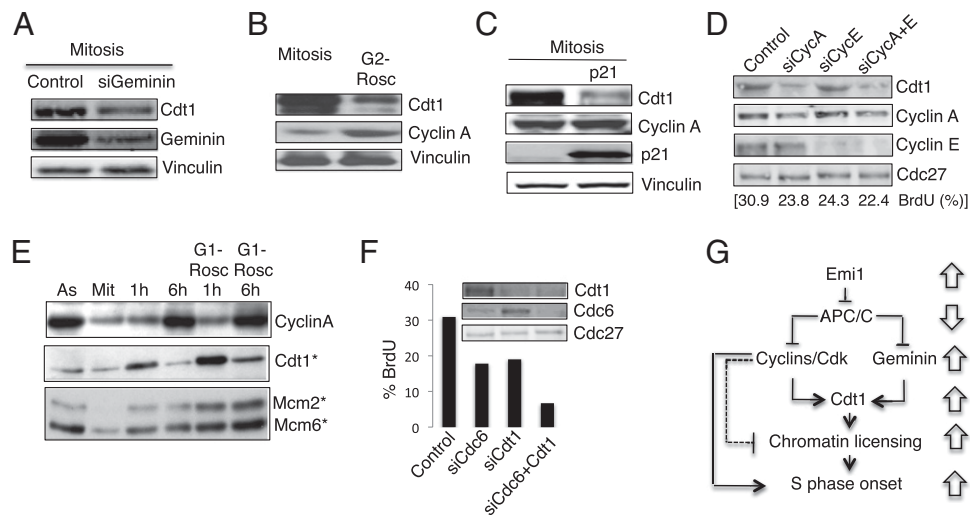 A
Mitosis
Control siGeminin
Cdt1
Geminin
Vinculin
B
Mitosis G2-
Rosc
Cdt1
Cyclin A
Vinculin
C
Mitosis
p21
Cdt1
Cyclin A
p21
Vinculin
D
Control siCycA siCycE siCycA+E
Cdt1
Cyclin A
Cyclin E
Cdc27
[30.9 23.8 24.3 22.4 BrdU (%)]
E
G1- G1-
Rosc Rosc
As Mit 1h 6h 1h 6h
CyclinA
Cdt1*
Mcm2*
Mcm6*
F
Cdt1
Cdc6
Cdc27
% BrdU
40
30
20
10
0
Control siCdc6 siCdt1 siCdc6+Cdt1
G
Emi1
APC/C
Cyclins/Cdk Geminin
Cdt1
Chromatin licensing
S phase onset